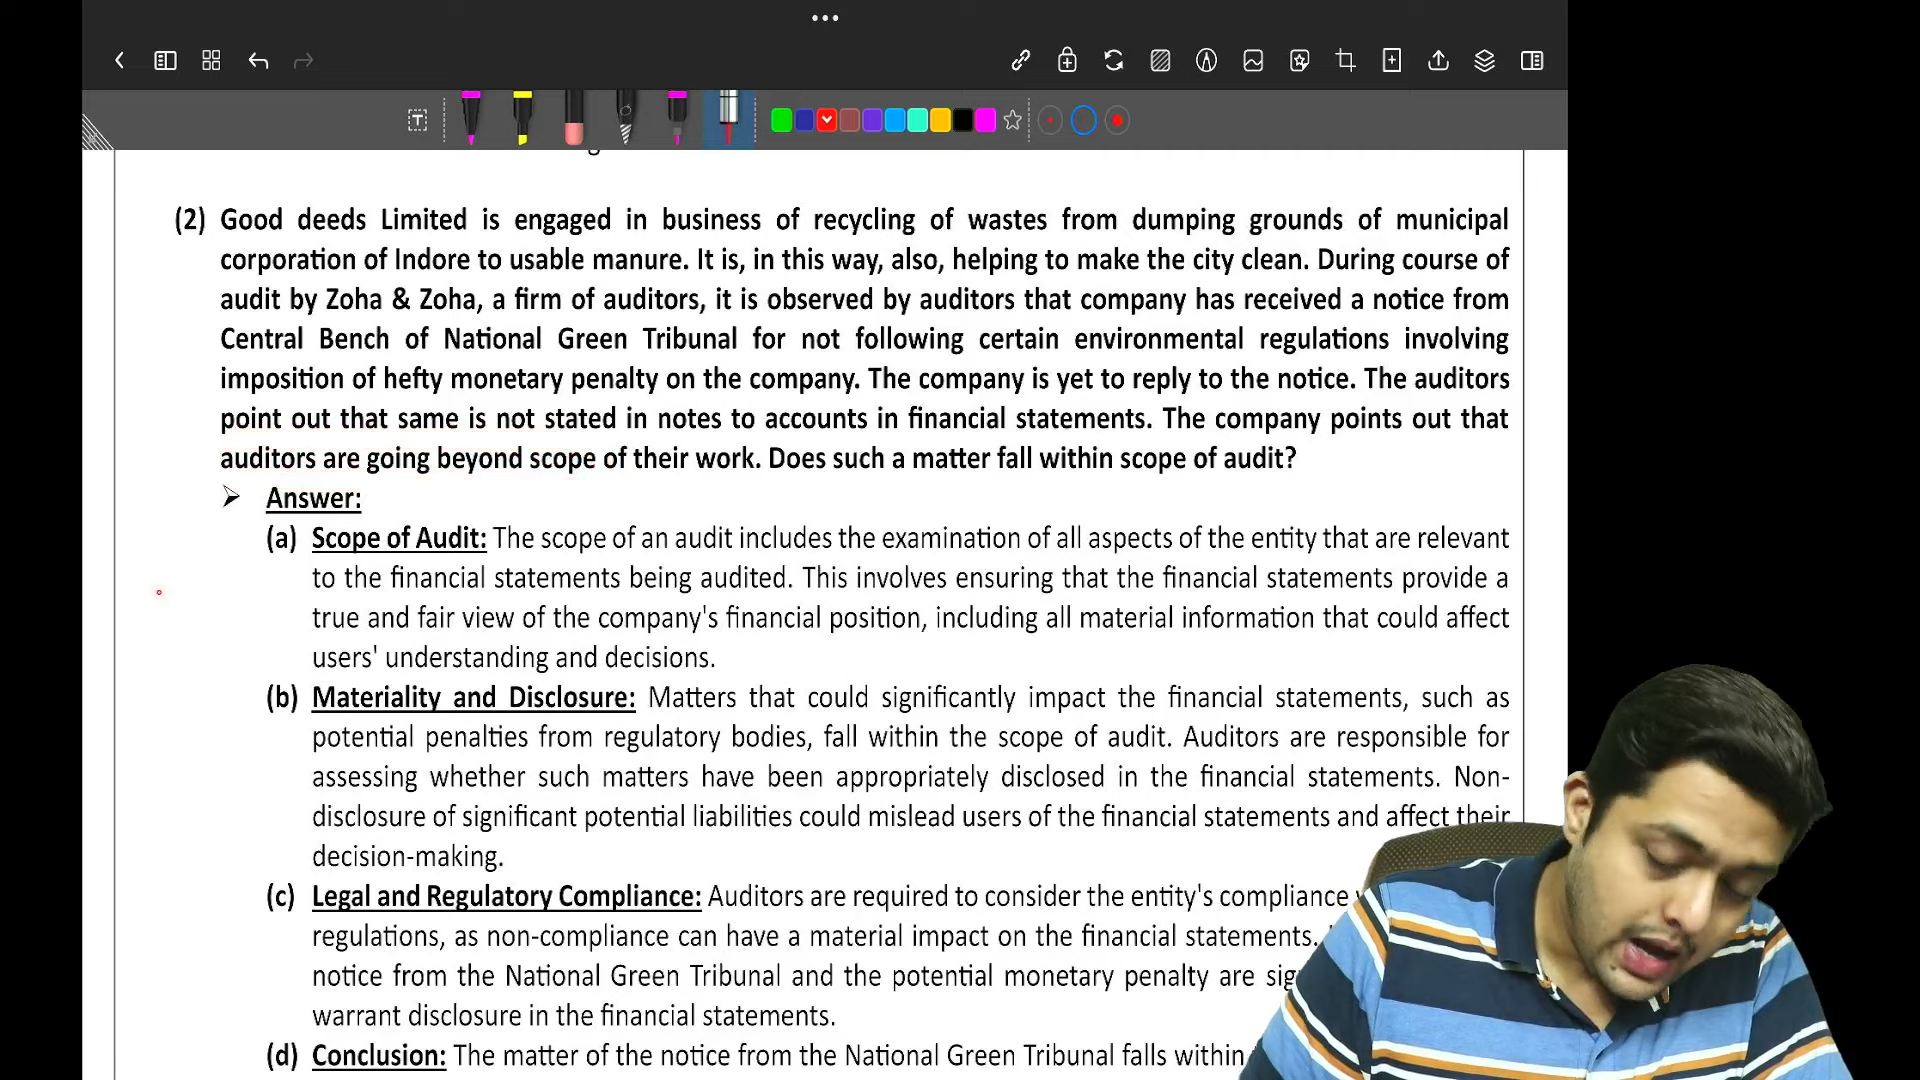 (2) Good deeds Limited is engaged in business of recycling of wastes from dumping grounds of municipal
corporation of Indore to usable manure. It is, in this way, also, helping to make the city clean. During course of
audit by Zoha & Zoha, a firm of auditors, it is observed by auditors that company has received a notice from
Central Bench of National Green Tribunal for not following certain environmental regulations involving
imposition of hefty monetary penalty on the company. The company is yet to reply to the notice. The auditors
point out that same is not stated in notes to accounts in financial statements. The company points out that
auditors are going beyond scope of their work. Does such a matter fall within scope of audit?
➢ Answer:
(a) Scope of Audit: The scope of an audit includes the examination of all aspects of the entity that are relevant
to the financial statements being audited. This involves ensuring that the financial statements provide a
true and fair view of the company's financial position, including all material information that could affect
users' understanding and decisions.
(b) Materiality and Disclosure: Matters that could significantly impact the financial statements, such as
potential penalties from regulatory bodies, fall within the scope of audit. Auditors are responsible for
assessing whether such matters have been appropriately disclosed in the financial statements. Non-
disclosure of significant potential liabilities could mislead users of the financial statements and affect their
decision-making.
(c) Legal and Regulatory Compliance: Auditors are required to consider the entity's compliance
regulations, as non-compliance can have a material impact on the financial statements.
notice from the National Green Tribunal and the potential monetary penalty are
warrant disclosure in the financial statements.
(d) Conclusion: The matter of the notice from the National Green Tribunal falls within